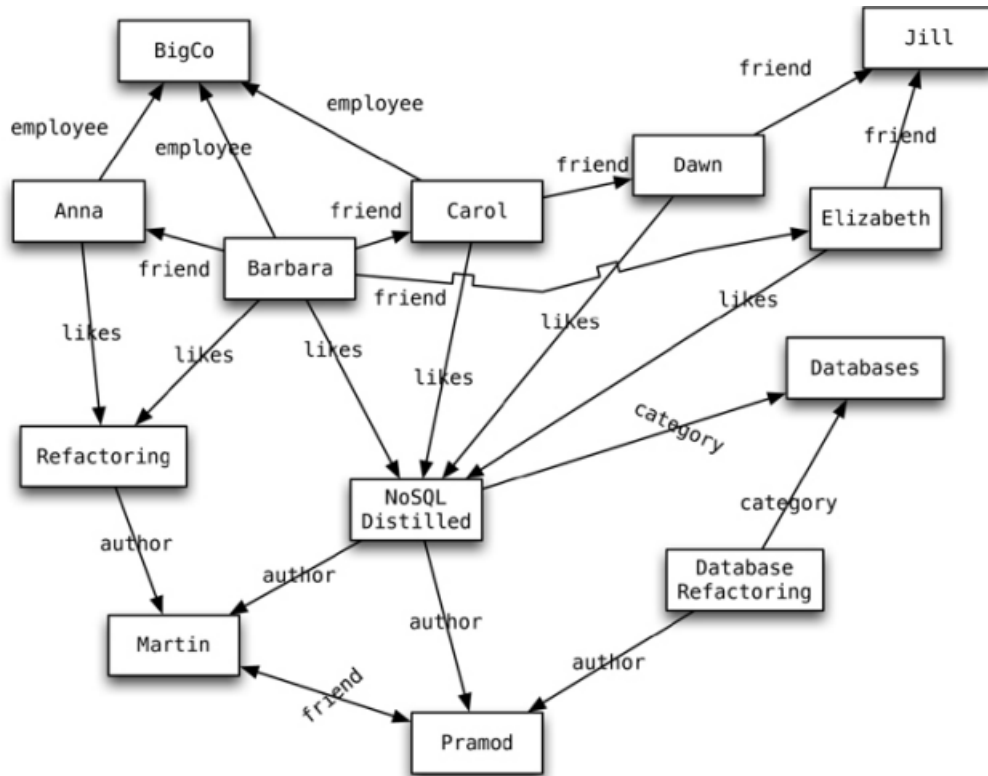 BigCo
Jill
friend
employee
employee
friend
employee
friend
Dawn
Anna
friend
Carol
Elizabeth
friend
Barbara
friend
likes
likes
likes
likes
likes
likes
Databases
category
Refactoring
NoSQL
Distilled
category
author
author
Database
Refactoring
Martin
author
author
friend
Pramod